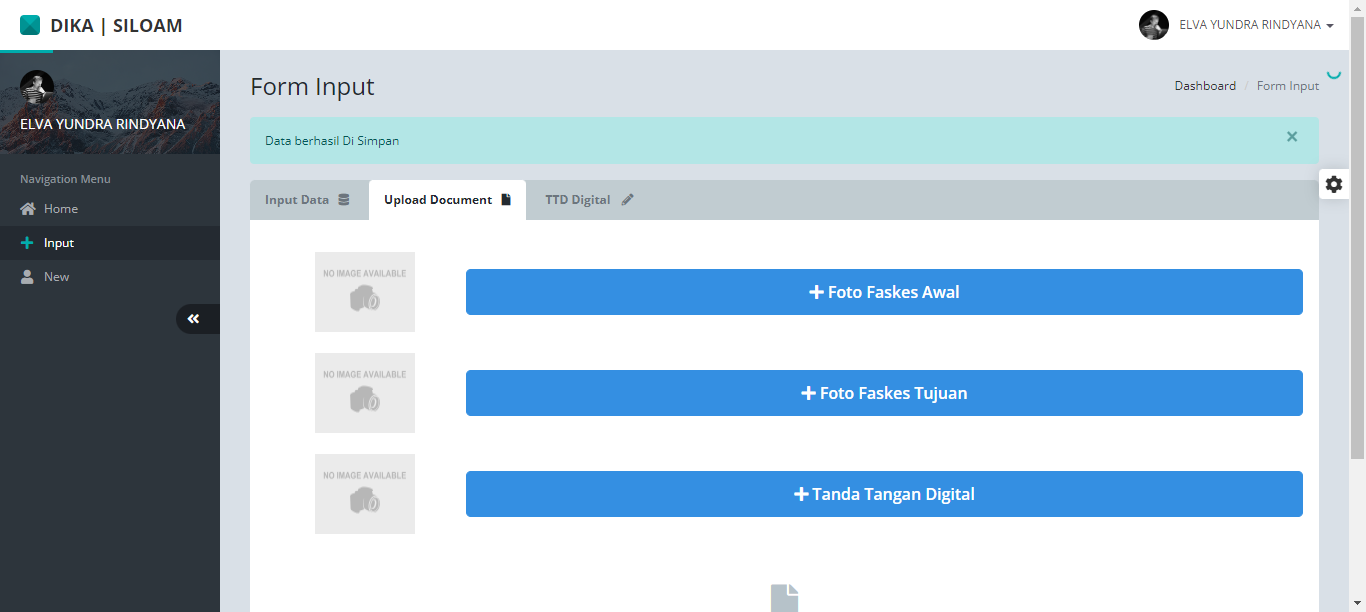 DIKA | SILOAM
ELVA YUNDRA RINDYANA
ELVA YUNDRA RINDYANA
Navigation Menu
Home
Input
New
Form Input
Dashboard / Form Input
Data berhasil Di Simpan
×
Input Data
Upload Document
TTD Digital
NO IMAGE AVAILABLE
Foto Faskes Awal
NO IMAGE AVAILABLE
Foto Faskes Tujuan
NO IMAGE AVAILABLE
Tanda Tangan Digital